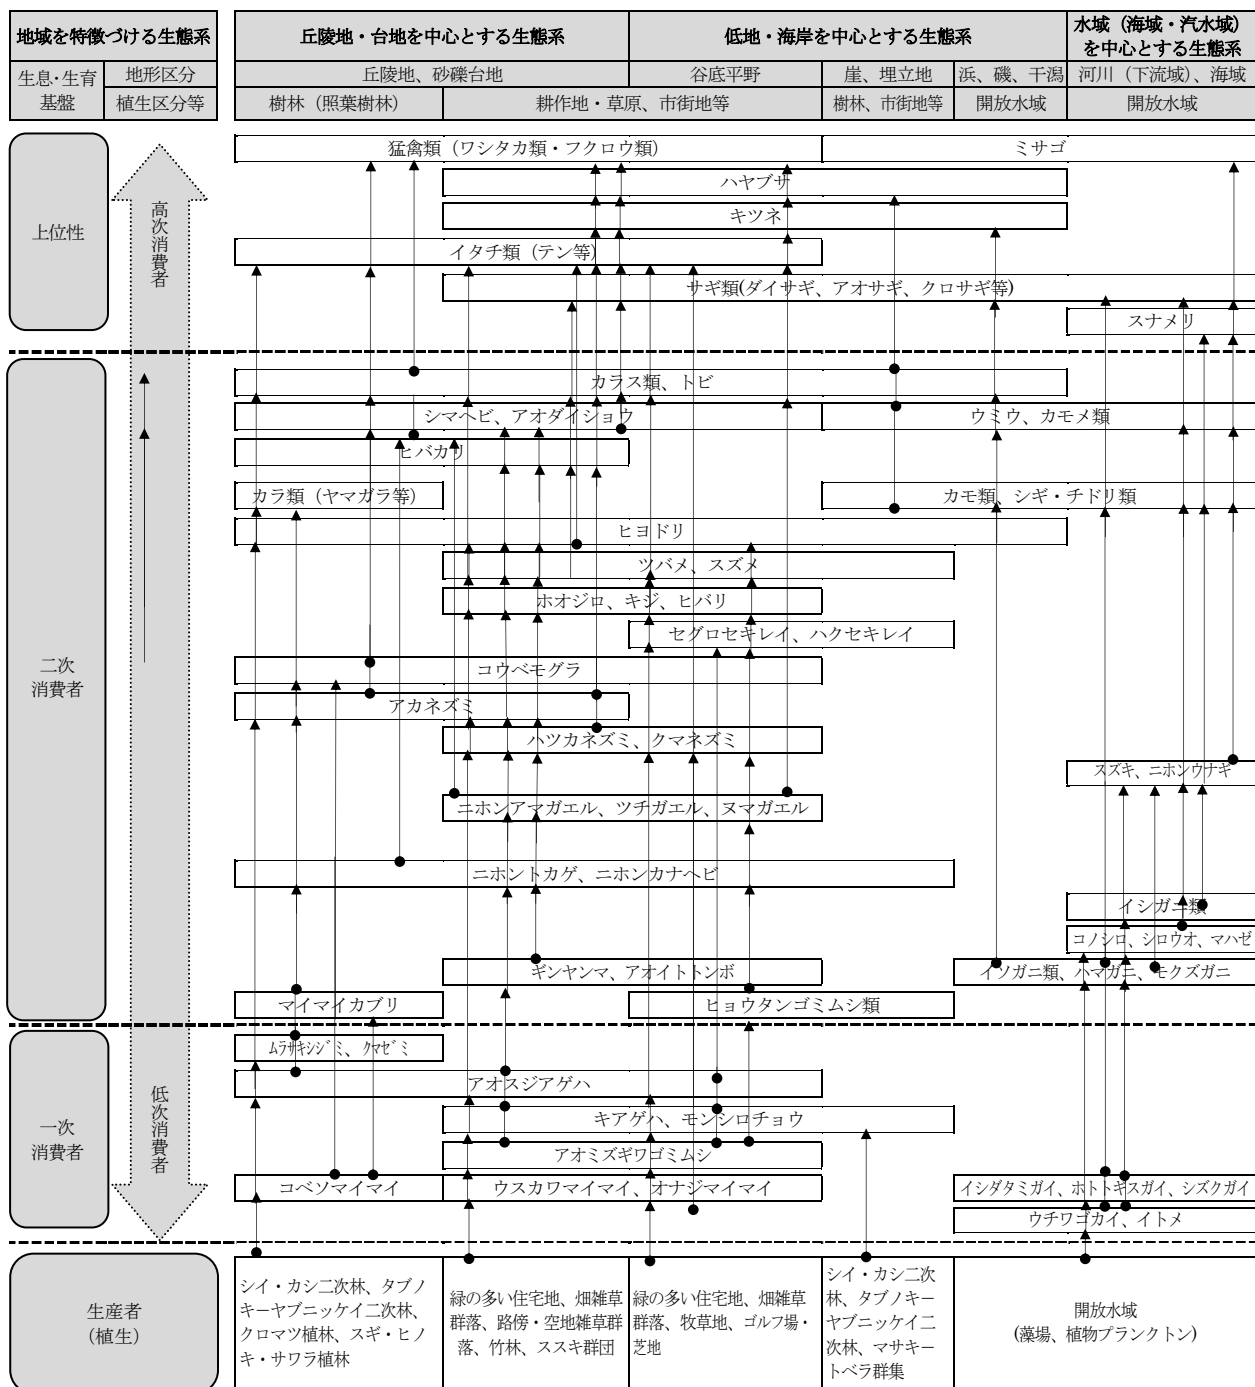 地域を特徴づける生態系
丘陵地・台地を中心とする生態系
低地・海岸を中心とする生態系
水域（海域・汽水域）
を中心とする生態系
生息・生育
基盤
地形区分
丘陵地、砂礫台地
谷底平野
崖、埋立地
浜、磯、干潟
河川（下流域）、海域
植生区分等
樹林（照葉樹林）
耕作地・草原、市街地等
樹林、市街地等
開放水域
開放水域
上位性
高次消費者
猛禽類（ワシタカ類・フクロウ類）
ミサゴ
ハヤブサ
キツネ
イタチ類（テン等）
サギ類(ダイサギ、アオサギ、クロサギ等)
スナメリ
二次
消費者
カラス類、トビ
シマヘビ、アオダイショウ
ウミウ、カモメ類
ヒバカリ
カラ類（ヤマガラ等）
カモ類、シギ・チドリ類
ヒヨドリ
ツバメ、スズメ
ホオジロ、キジ、ヒバリ
セグロセキレイ、ハクセキレイ
コウベモグラ
アカネズミ
ハツカネズミ、クマネズミ
スズキ、ニホンウナギ
ニホンアマガエル、ツチガエル、ヌマガエル
ニホントカゲ、ニホンカナヘビ
イシガニ類
コノシロ、シロウオ、マハゼ
ギンヤンマ、アオイトトンボ
イソガニ類、ハマガニ、モクズガニ
マイマイカブリ
ヒョウタンゴミムシ類
一次
消費者
低次消費者
ムラサキシジミ、クマゼミ
アオスジアゲハ
キアゲハ、モンシロチョウ
アオミズギワゴミムシ
コベソマイマイ
ウスカワマイマイ、オナジマイマイ
イシダタミガイ、ホトトギスガイ、シズクガイ
ウチワゴカイ、イトメ
生産者
（植生）
シイ・カシ二次林、タブノ
キーヤブニッケイ二次林、
クロマツ植林、スギ・ヒノ
キ・サワラ植林
緑の多い住宅地、畑雑草
群落、路傍・空地雑草群
落、竹林、ススキ群団
緑の多い住宅地、畑雑草
群落、牧草地、ゴルフ場・
芝地
シイ・カシ二次
林、タブノキー
ヤブニッケイ二
次林、マサキー
トベラ群集
開放水域
(藻場、植物プランクトン)